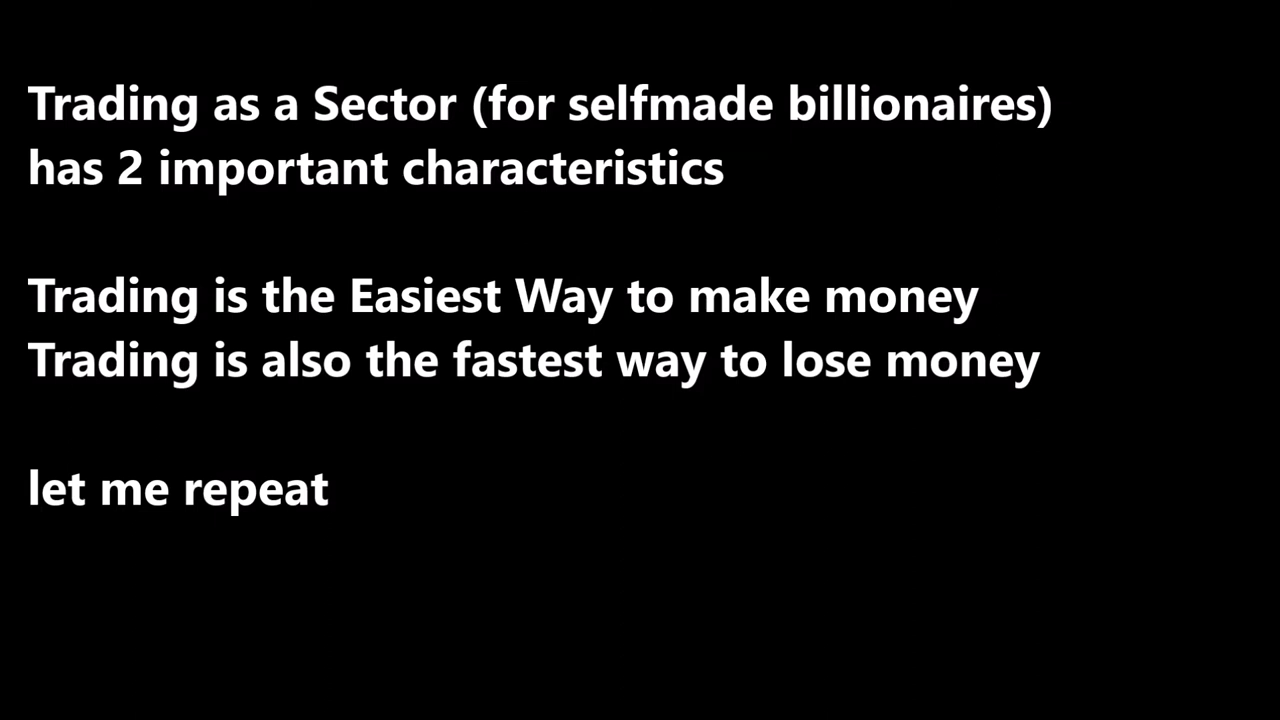 Trading as a Sector (for selfmade billionaires)
has 2 important characteristics
Trading is the Easiest Way to make money
Trading is also the fastest way to lose money
let me repeat